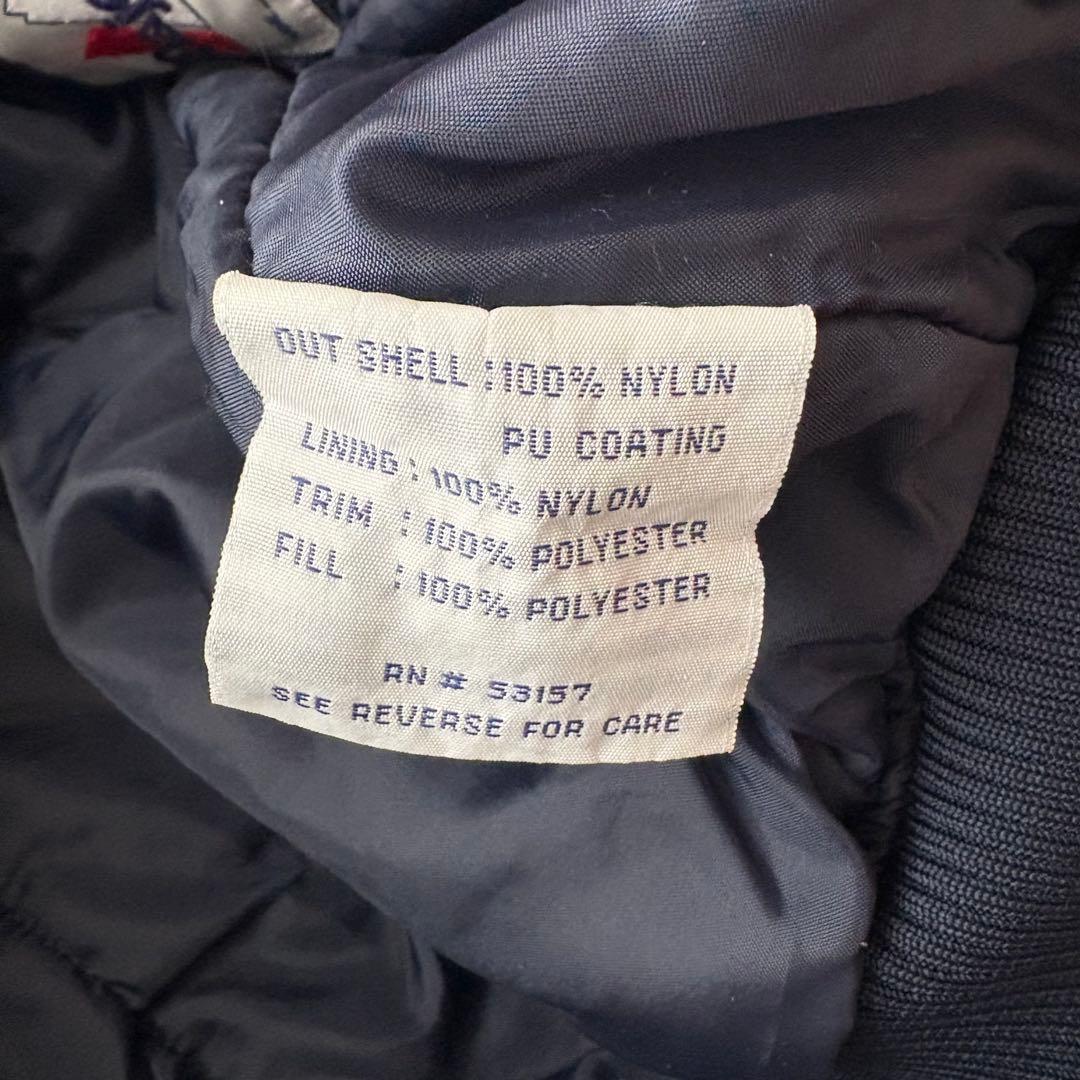 OUT SHELL : 100% NYLON
PU COATING
LINING : 100% NYLON
TRIM : 100% POLYESTER
FILL : 100% POLYESTER
RN # 53157
SEE REVERSE FOR CARE